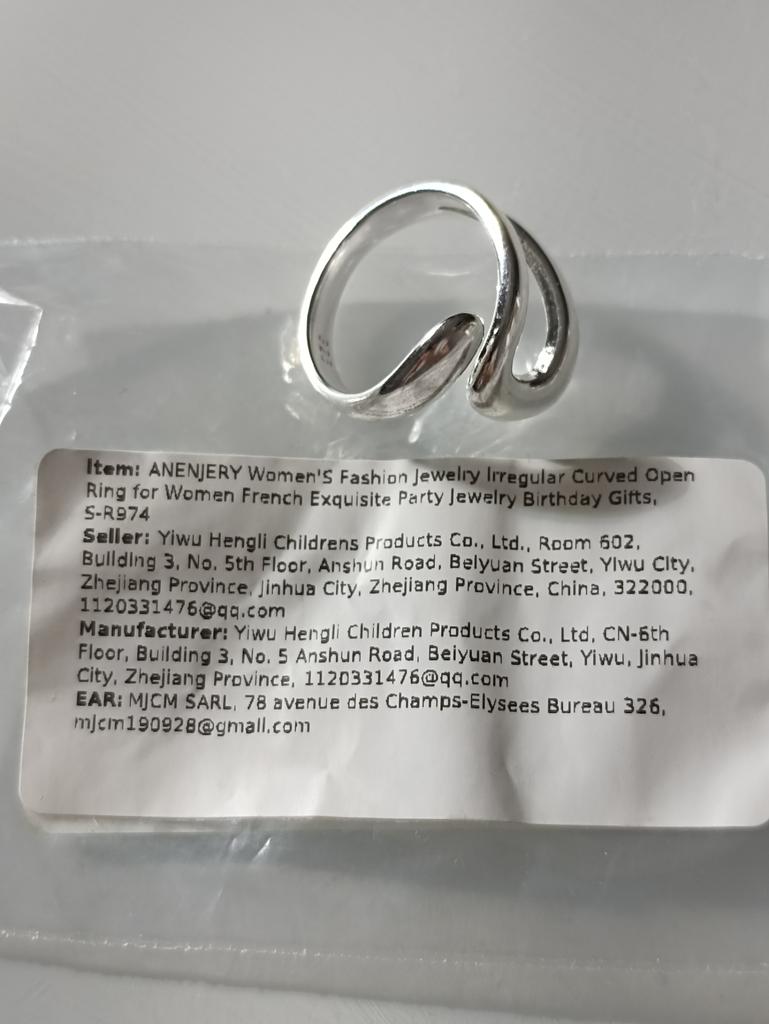 925
Item: ANENJERY Women'S Fashion Jewelry Irregular Curved Open
Ring for Women French Exquisite Party Jewelry Birthday Gifts,
S-R974
Seller: Yiwu Hengli Childrens Products Co., Ltd., Room 602,
Building 3, No. 5th Floor, Anshun Road, Beiyuan Street, Yiwu City,
Zhejiang Province, Jinhua City, Zhejiang Province, China, 322000,
1120331476@qq.com
Manufacturer: Yiwu Hengli Children Products Co., Ltd, CN-6th
Floor, Building 3, No. 5 Anshun Road, Beiyuan Street, Yiwu, Jinhua
City, Zhejiang Province, 1120331476@qq.com
EAR: MJCM SARL, 78 avenue des Champs-Elysees Bureau 326,
mjcm190928@gmail.com